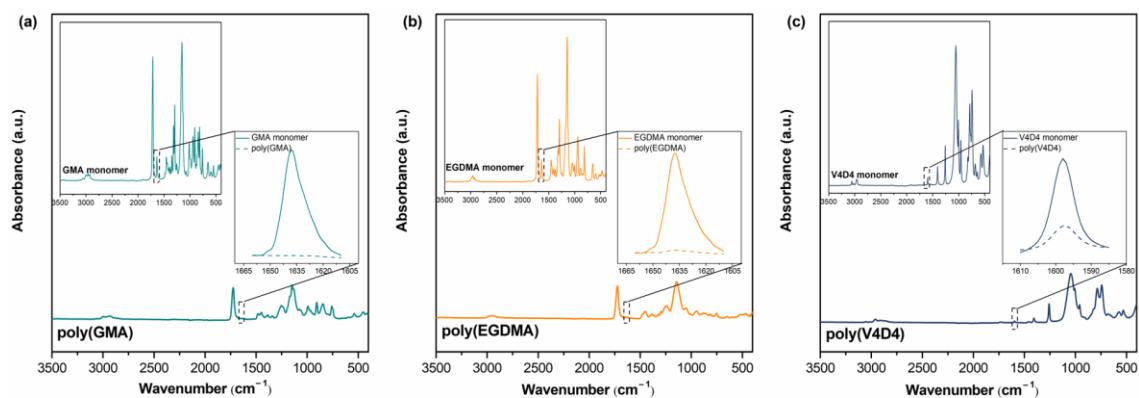 (a)
Absorbance (a.u.)
GMA monomer
3500 3000 2500 2000 1500 1000 500
GMA monomer
poly(GMA)
1665 1650 1635 1620 1605
poly(GMA)
3500 3000 2500 2000 1500 1000 500
Wavenumber (cm⁻¹)
(b)
Absorbance (a.u.)
EGDMA monomer
3500 3000 2500 2000 1500 1000 500
EGDMA monomer
poly(EGDMA)
1665 1650 1635 1620 1605
poly(EGDMA)
3500 3000 2500 2000 1500 1000 500
Wavenumber (cm⁻¹)
(c)
Absorbance (a.u.)
V4D4 monomer
3500 3000 2500 2000 1500 1000 500
V4D4 monomer
poly(V4D4)
1610 1600 1590 1580
poly(V4D4)
3500 3000 2500 2000 1500 1000 500
Wavenumber (cm⁻¹)